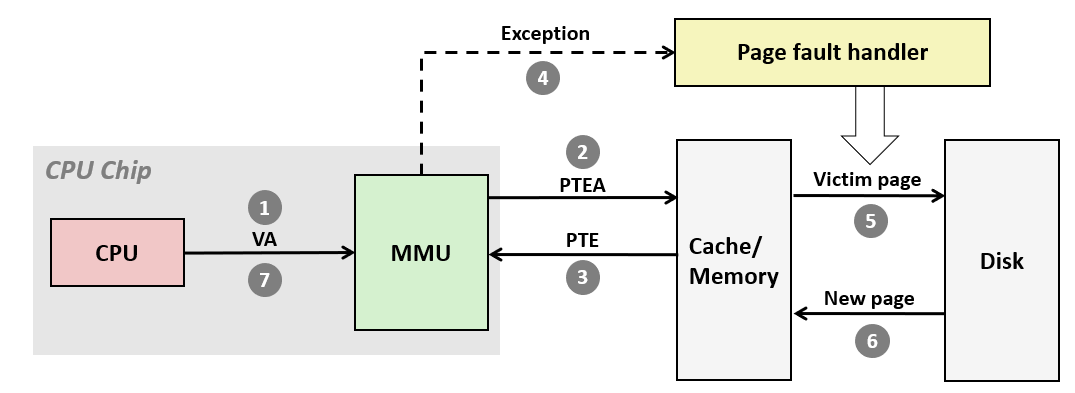 Exception
4
Page fault handler
CPU Chip
1
VA
7
CPU
MMU
2
PTEA
PTE
3
Cache/
Memory
Victim page
5
New page
6
Disk